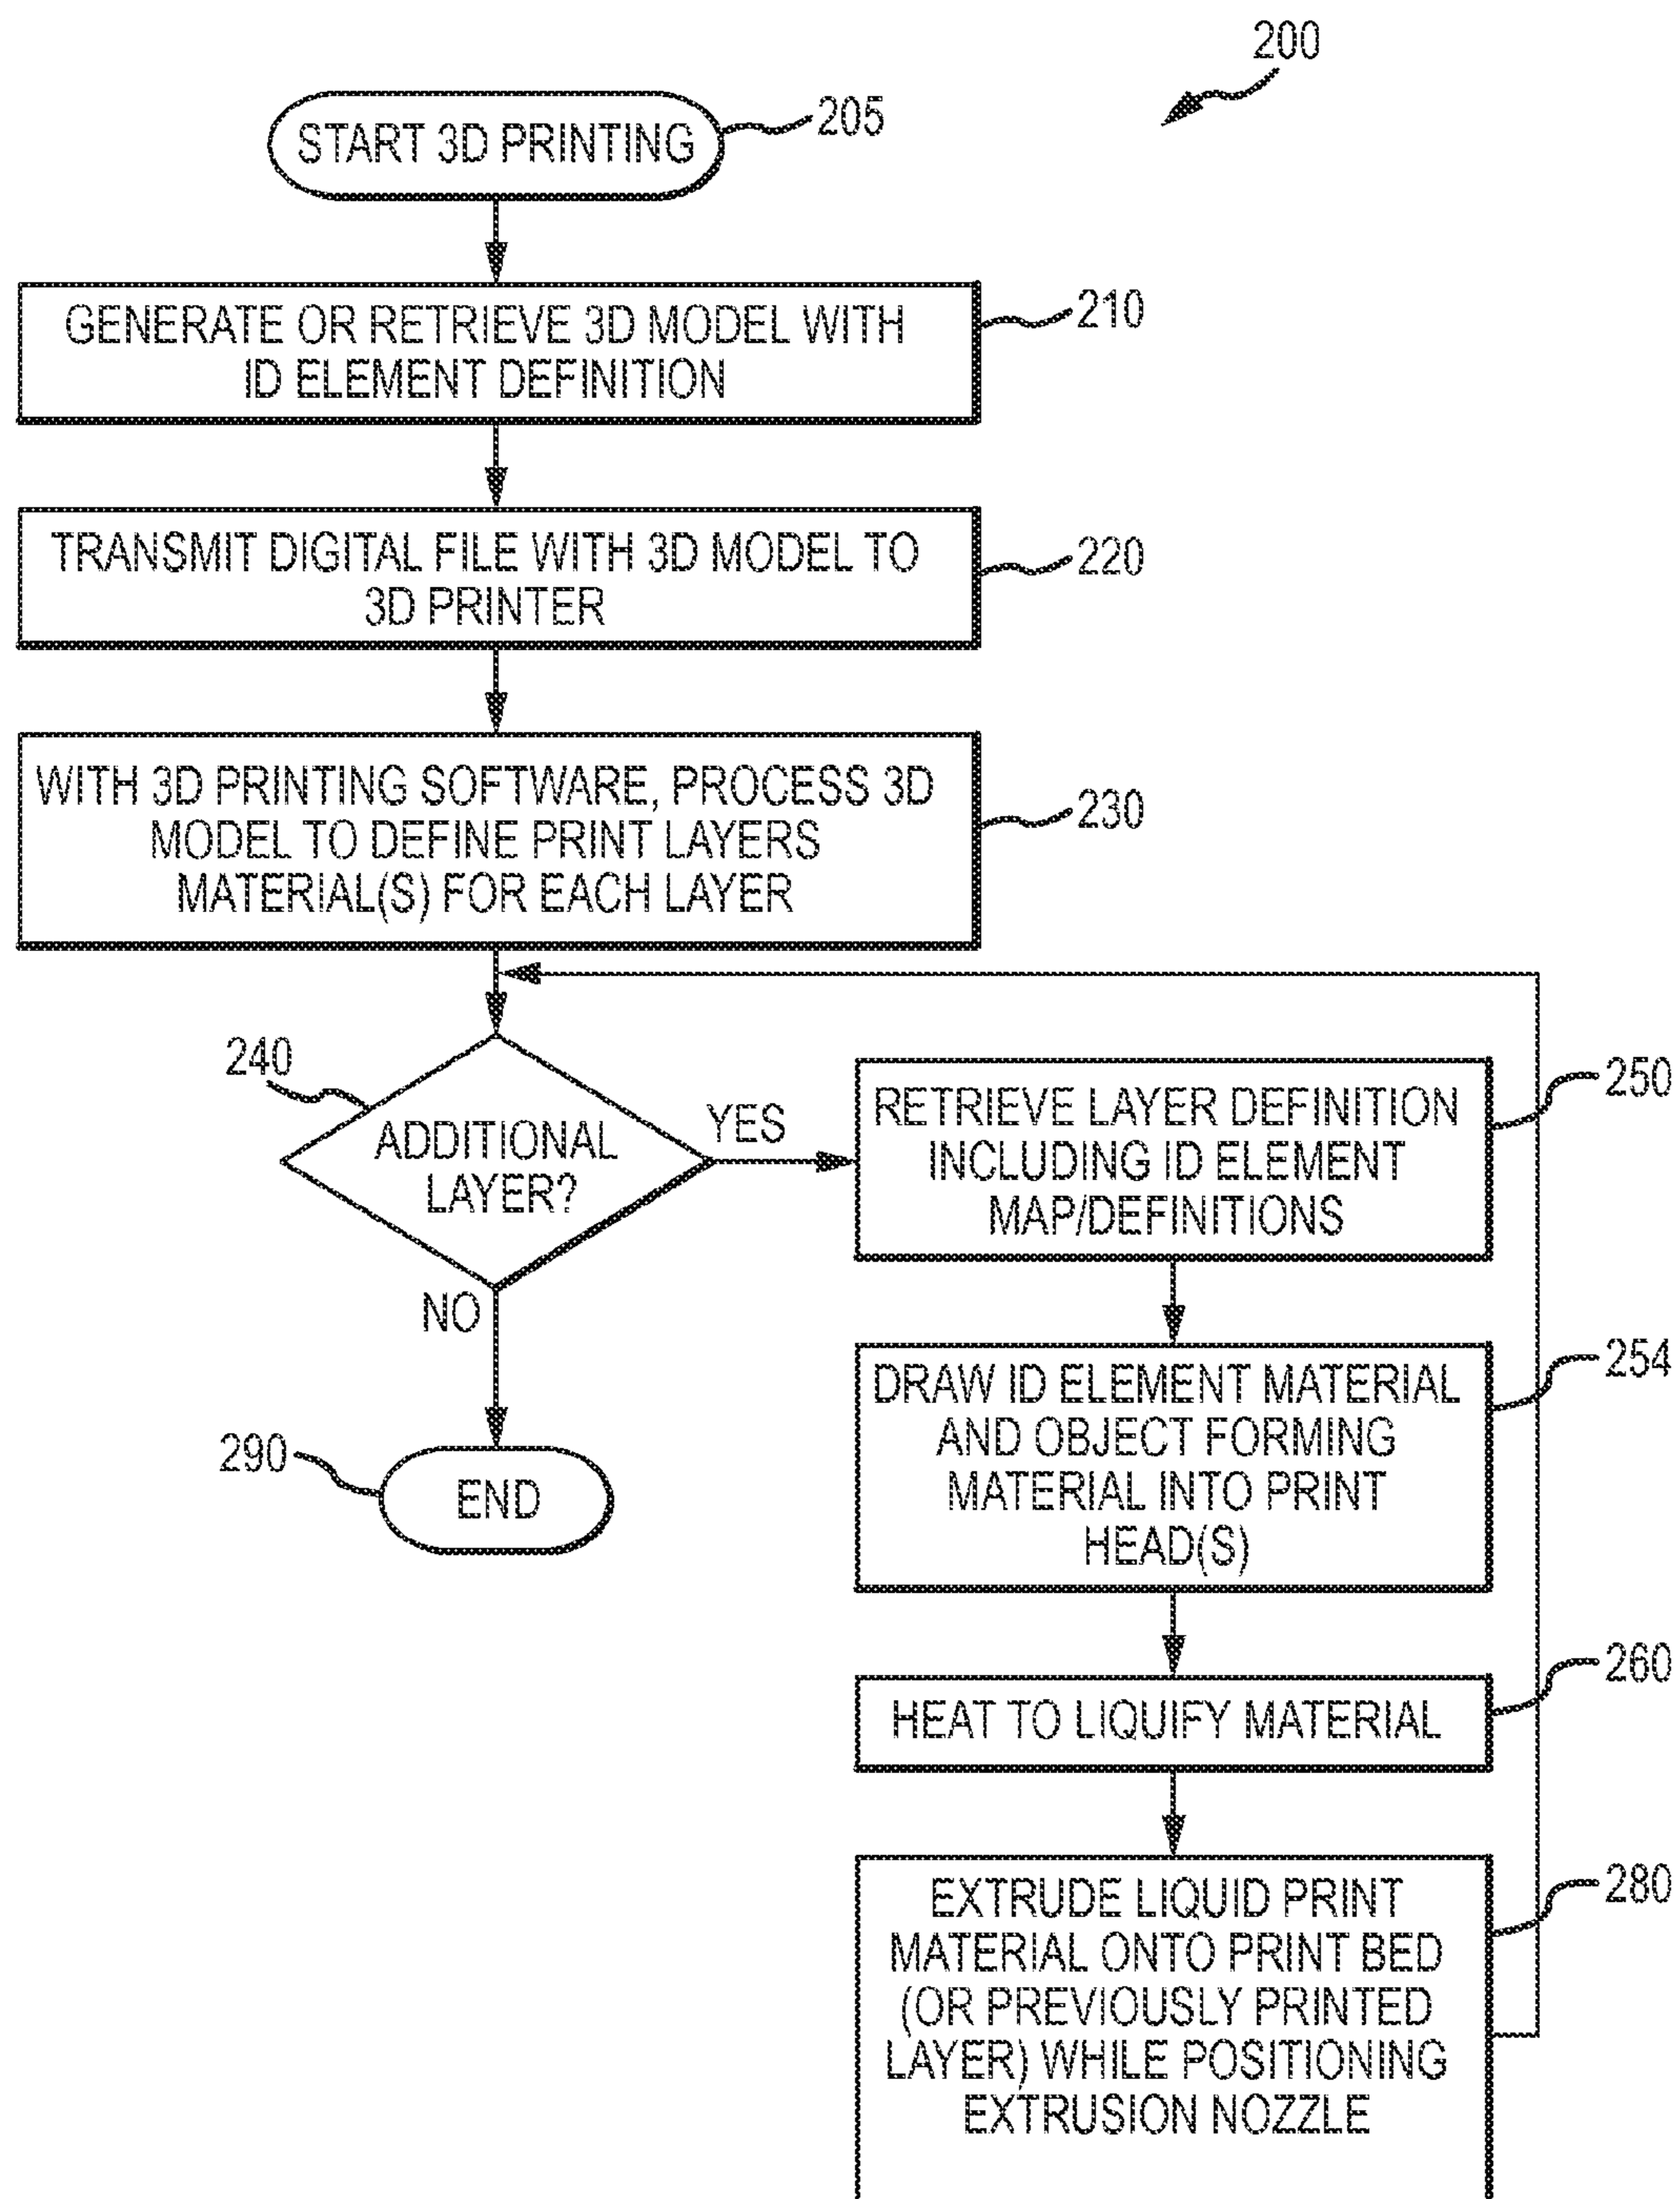 200
START 3D PRINTING
205
GENERATE OR RETRIEVE 3D MODEL WITH
ID ELEMENT DEFINITION
210
TRANSMIT DIGITAL FILE WITH 3D MODEL TO
3D PRINTER
220
WITH 3D PRINTING SOFTWARE, PROCESS 3D
MODEL TO DEFINE PRINT LAYERS
MATERIAL(S) FOR EACH LAYER
230
240
ADDITIONAL
LAYER?
YES
NO
290
END
RETRIEVE LAYER DEFINITION
INCLUDING ID ELEMENT
MAP/DEFINITIONS
250
DRAW ID ELEMENT MATERIAL
AND OBJECT FORMING
MATERIAL INTO PRINT
HEAD(S)
254
HEAT TO LIQUIFY MATERIAL
260
EXTRUDE LIQUID PRINT
MATERIAL ONTO PRINT BED
(OR PREVIOUSLY PRINTED
LAYER) WHILE POSITIONING
EXTRUSION NOZZLE
280